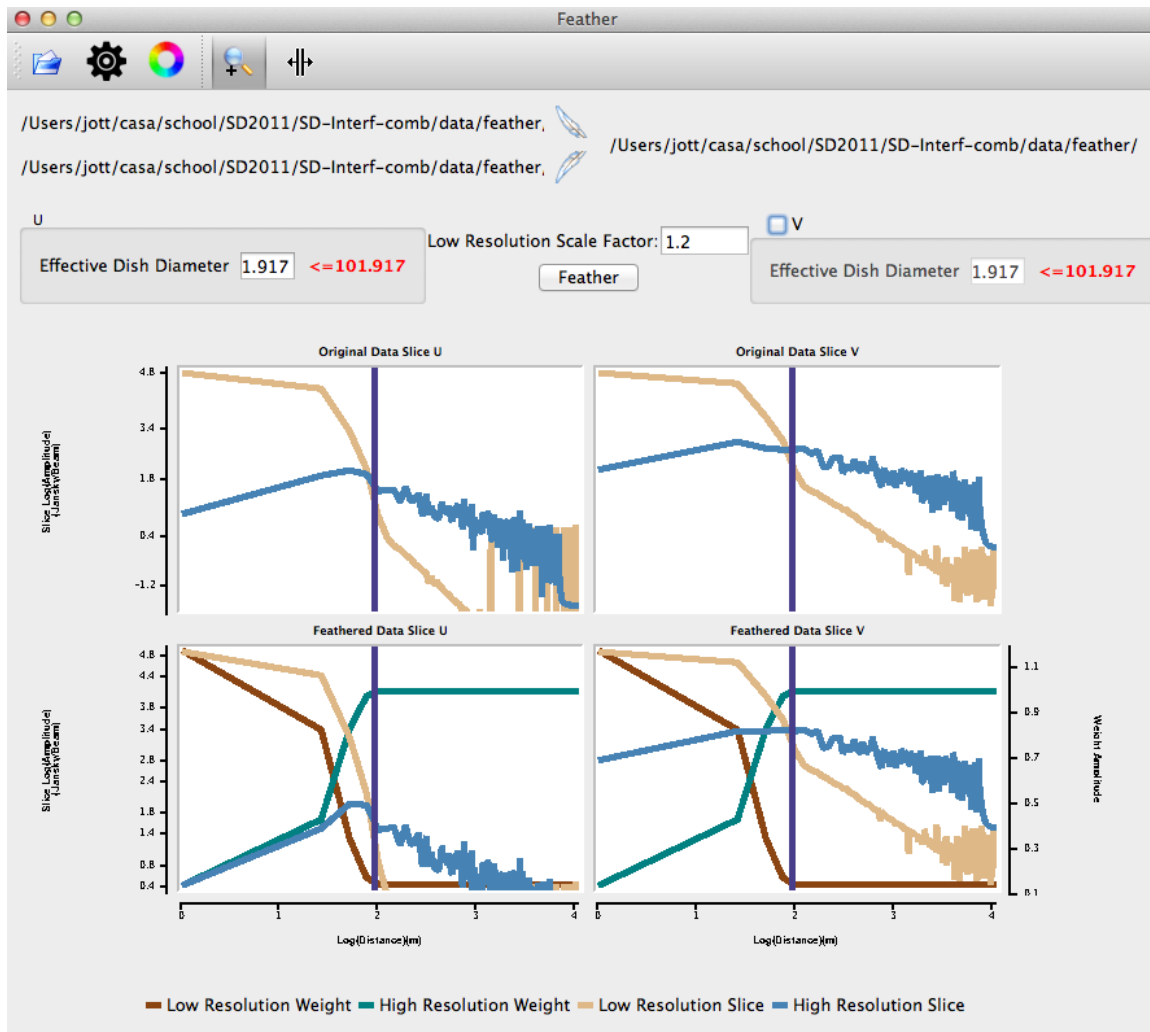 Feather
/Users/jott/casa/school/SD2011/SD-Interf-comb/data/feather,
/Users/jott/casa/school/SD2011/SD-Interf-comb/data/feather/
/Users/jott/casa/school/SD2011/SD-Interf-comb/data/feather,
U
Effective Dish Diameter 1.917 <=101.917
Low Resolution Scale Factor: 1.2
Feather
V
Effective Dish Diameter 1.917 <=101.917
Original Data Slice U
Original Data Slice V
Slice Log(Amplitude)
(Jansky/Beam)
4.8
3.4
1.8
0.4
-1.2
Feathered Data Slice U
Feathered Data Slice V
Slice Log(Amplitude)
(Jansky/Beam)
4.8
4.4
3.8
3.4
2.8
2.4
1.8
1.4
0.8
0.4
1.1
0.9
0.7
0.5
0.3
0.1
Weight Amplitude
0 1 2 3 4
0 1 2 3 4
Log(Distance)(m)
Log(Distance)(m)
Low Resolution Weight High Resolution Weight Low Resolution Slice High Resolution Slice